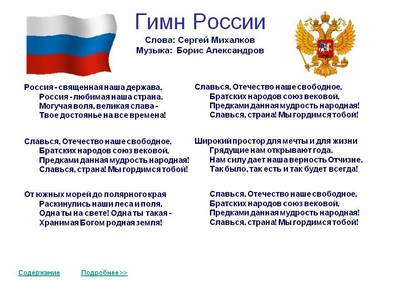 Гимн России
Слова: Сергей Михалков
Музыка: Борис Александров
Россия - священная наша держава,
Россия - любимая наша страна.
Могучая воля, великая слава -
Твое достоянье на все времена!
Славься, Отечество наше свободное,
Братских народов союз вековой,
Предками данная мудрость народная!
Славься, страна! Мы гордимся тобой!
От южных морей до полярного края
Раскинулись наши леса и поля.
Одна ты на свете! Одна ты такая -
Хранимая Богом родная земля!
Славься, Отечество наше свободное,
Братских народов союз вековой,
Предками данная мудрость народная!
Славься, страна! Мы гордимся тобой!
Широкий простор для мечты и для жизни
Грядущие нам открывают года.
Нам силу дает наша верность Отчизне.
Так было, так есть и так будет всегда!
Славься, Отечество наше свободное,
Братских народов союз вековой,
Предками данная мудрость народная!
Славься, страна! Мы гордимся тобой!
Содержание Подробнее >>